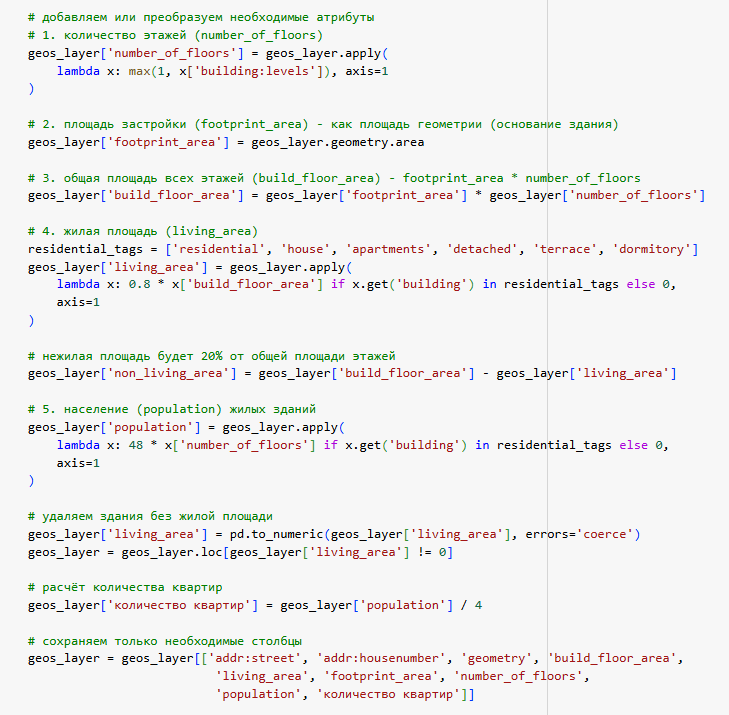 # добавляем или преобразуем необходимые атрибуты
# 1. количество этажей (number_of_floors)
geos_layer['number_of_floors'] = geos_layer.apply(
    lambda x: max(1, x['building:levels']), axis=1
)

# 2. площадь застройки (footprint_area) - как площадь геометрии (основание здания)
geos_layer['footprint_area'] = geos_layer.geometry.area

# 3. общая площадь всех этажей (build_floor_area) - footprint_area * number_of_floors
geos_layer['build_floor_area'] = geos_layer['footprint_area'] * geos_layer['number_of_floors']

# 4. жилая площадь (living_area)
residential_tags = ['residential', 'house', 'apartments', 'detached', 'terrace', 'dormitory']
geos_layer['living_area'] = geos_layer.apply(
    lambda x: 0.8 * x['build_floor_area'] if x.get('building') in residential_tags else 0,
    axis=1
)

# нежилая площадь будет 20% от общей площади этажей
geos_layer['non_living_area'] = geos_layer['build_floor_area'] - geos_layer['living_area']

# 5. население (population) жилых зданий
geos_layer['population'] = geos_layer.apply(
    lambda x: 48 * x['number_of_floors'] if x.get('building') in residential_tags else 0,
    axis=1
)

# удаляем здания без жилой площади
geos_layer['living_area'] = pd.to_numeric(geos_layer['living_area'], errors='coerce')
geos_layer = geos_layer.loc[geos_layer['living_area'] != 0]

# расчёт количества квартир
geos_layer['количество квартир'] = geos_layer['population'] / 4

# сохраняем только необходимые столбцы
geos_layer = geos_layer[['addr:street', 'addr:housenumber', 'geometry', 'build_floor_area',
                         'living_area', 'footprint_area', 'number_of_floors',
                         'population', 'количество квартир']]